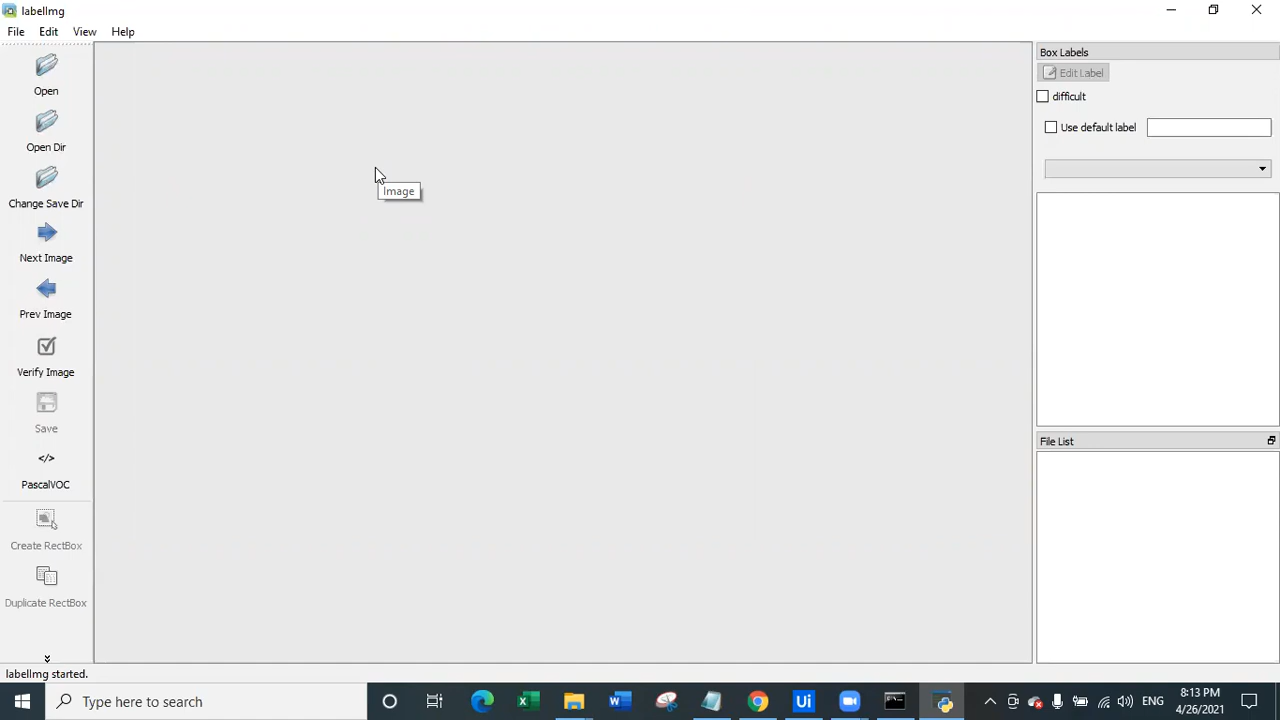 labelImg
File Edit View Help
Open
Open Dir
Change Save Dir
Next Image
Prev Image
Verify Image
Save
</>
PascalVOC
Create RectBox
Duplicate RectBox
Image
Box Labels
Edit Label
difficult
Use default label
File List
labelImg started.
Type here to search
Ui
ENG
8:13 PM
4/26/2021